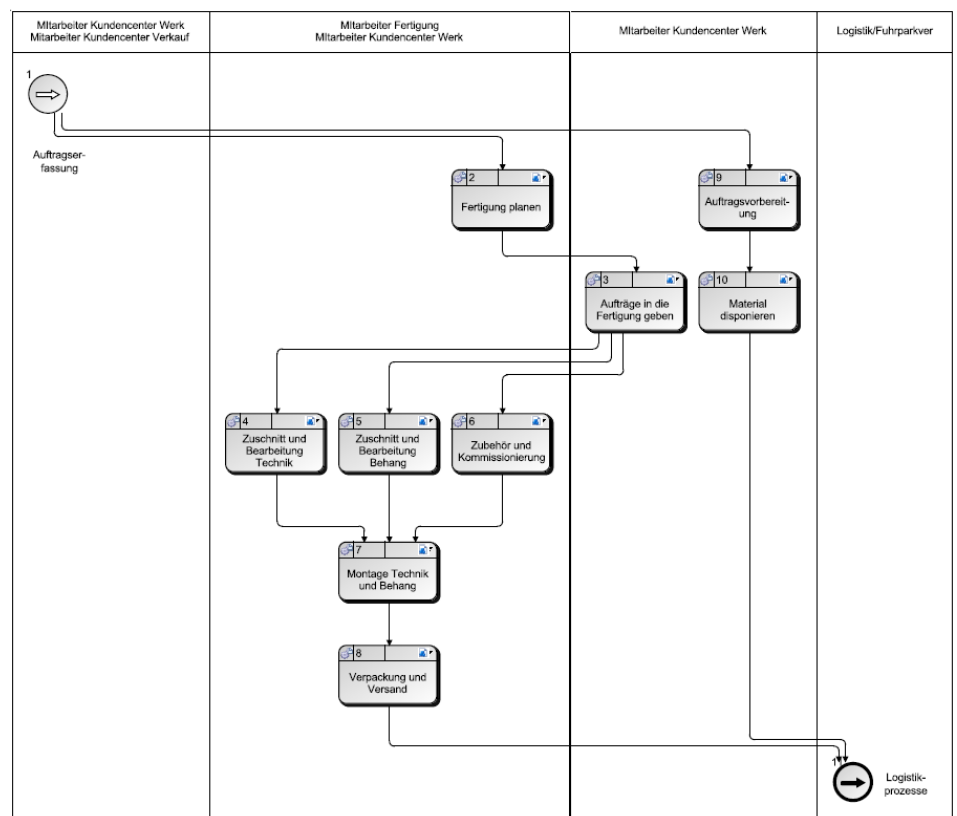 MItarbeiter Kundencenter Werk
MItarbeiter Kundencenter Verkauf
MItarbeiter Fertigung
MItarbeiter Kundencenter Werk
MItarbeiter Kundencenter Werk
Logistik/Fuhrparkver
1
Auftragser-
fassung
2
Fertigung planen
9
Auftragsvorbereit-
ung
3
Aufträge in die
Fertigung geben
10
Material
disponieren
4
Zuschnitt und
Bearbeitung
Technik
5
Zuschnitt und
Bearbeitung
Behang
6
Zubehör und
Kommissionierung
7
Montage Technik
und Behang
8
Verpackung und
Versand
1
Logistik-
prozesse